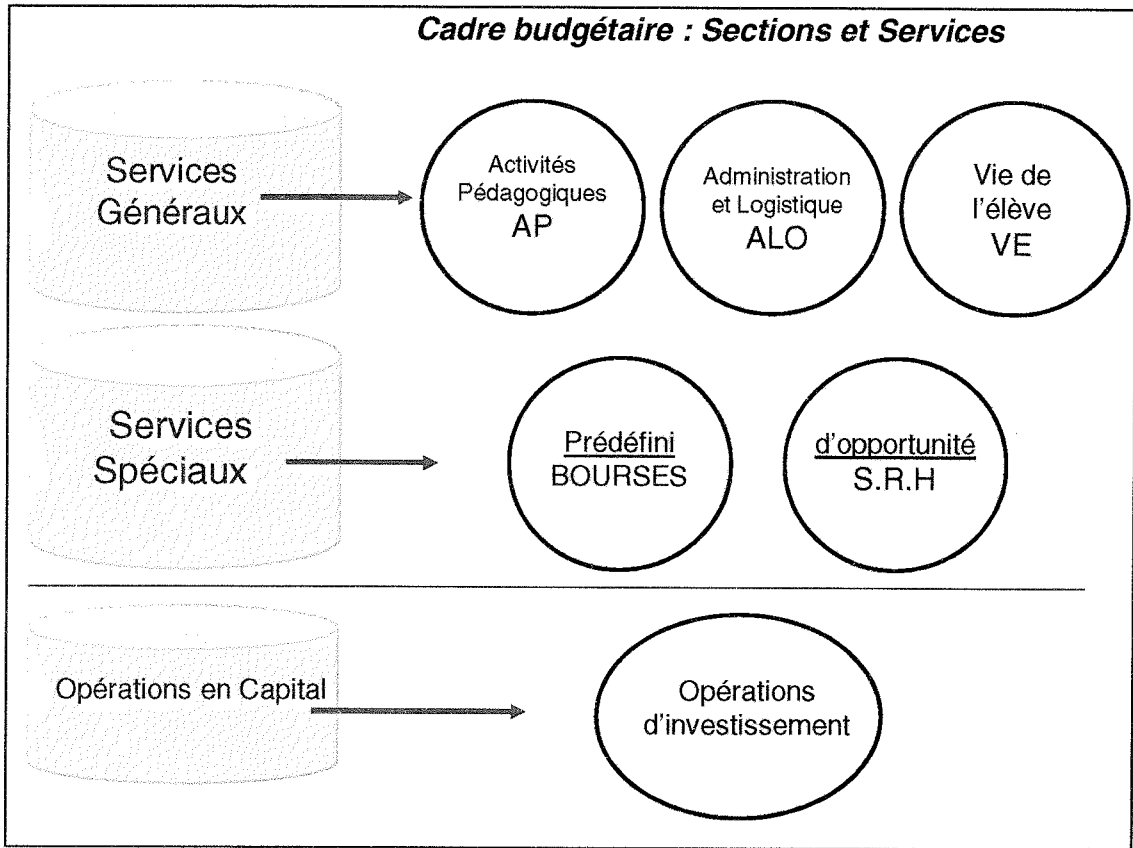 Cadre budgétaire : Sections et Services
Services
Généraux
Activités
Pédagogiques
AP
Administration
et Logistique
ALO
Vie de
l'élève
VE
Services
Spéciaux
Prédéfini
BOURSES
d'opportunité
S.R.H
Opérations en Capital
Opérations
d'investissement